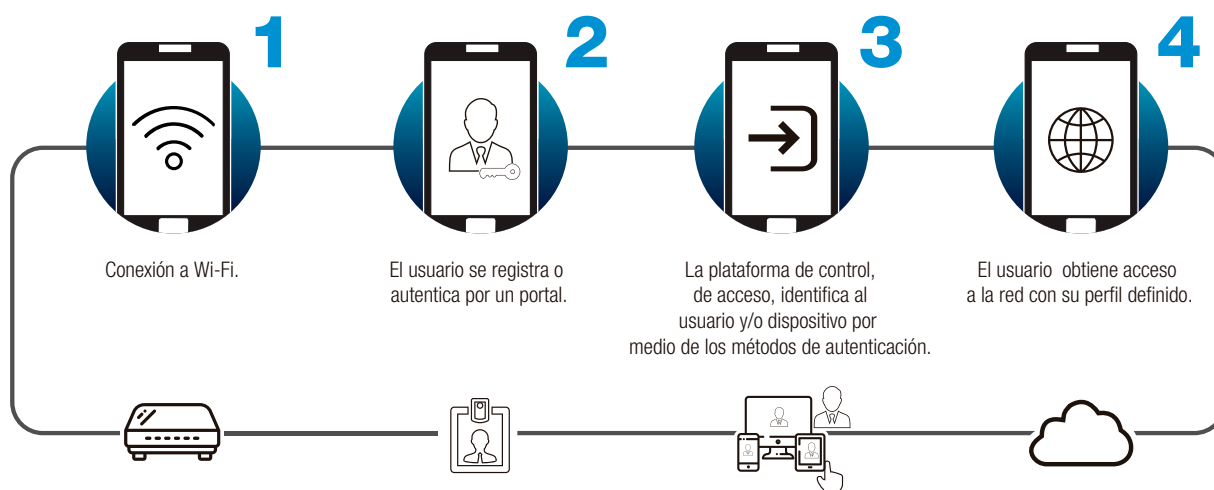 1
Conexión a Wi-Fi.
2
El usuario se registra o
autentica por un portal.
3
La plataforma de control,
de acceso, identifica al
usuario y/o dispositivo por
medio de los métodos de autenticación.
4
El usuario  obtiene acceso
a la red con su perfil definido.